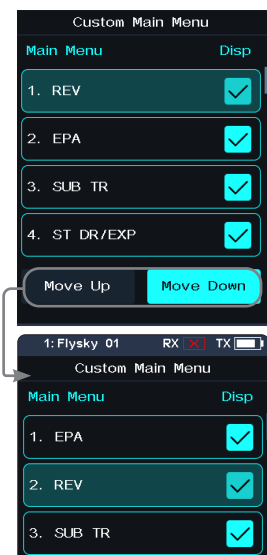 Custom Main Menu
Main Menu Disp
1. REV
2. EPA
3. SUB TR
4. ST DR/EXP
Move Up Move Down
1: Flysky 01 RX TX
Custom Main Menu
Main Menu Disp
1. EPA
2. REV
3. SUB TR